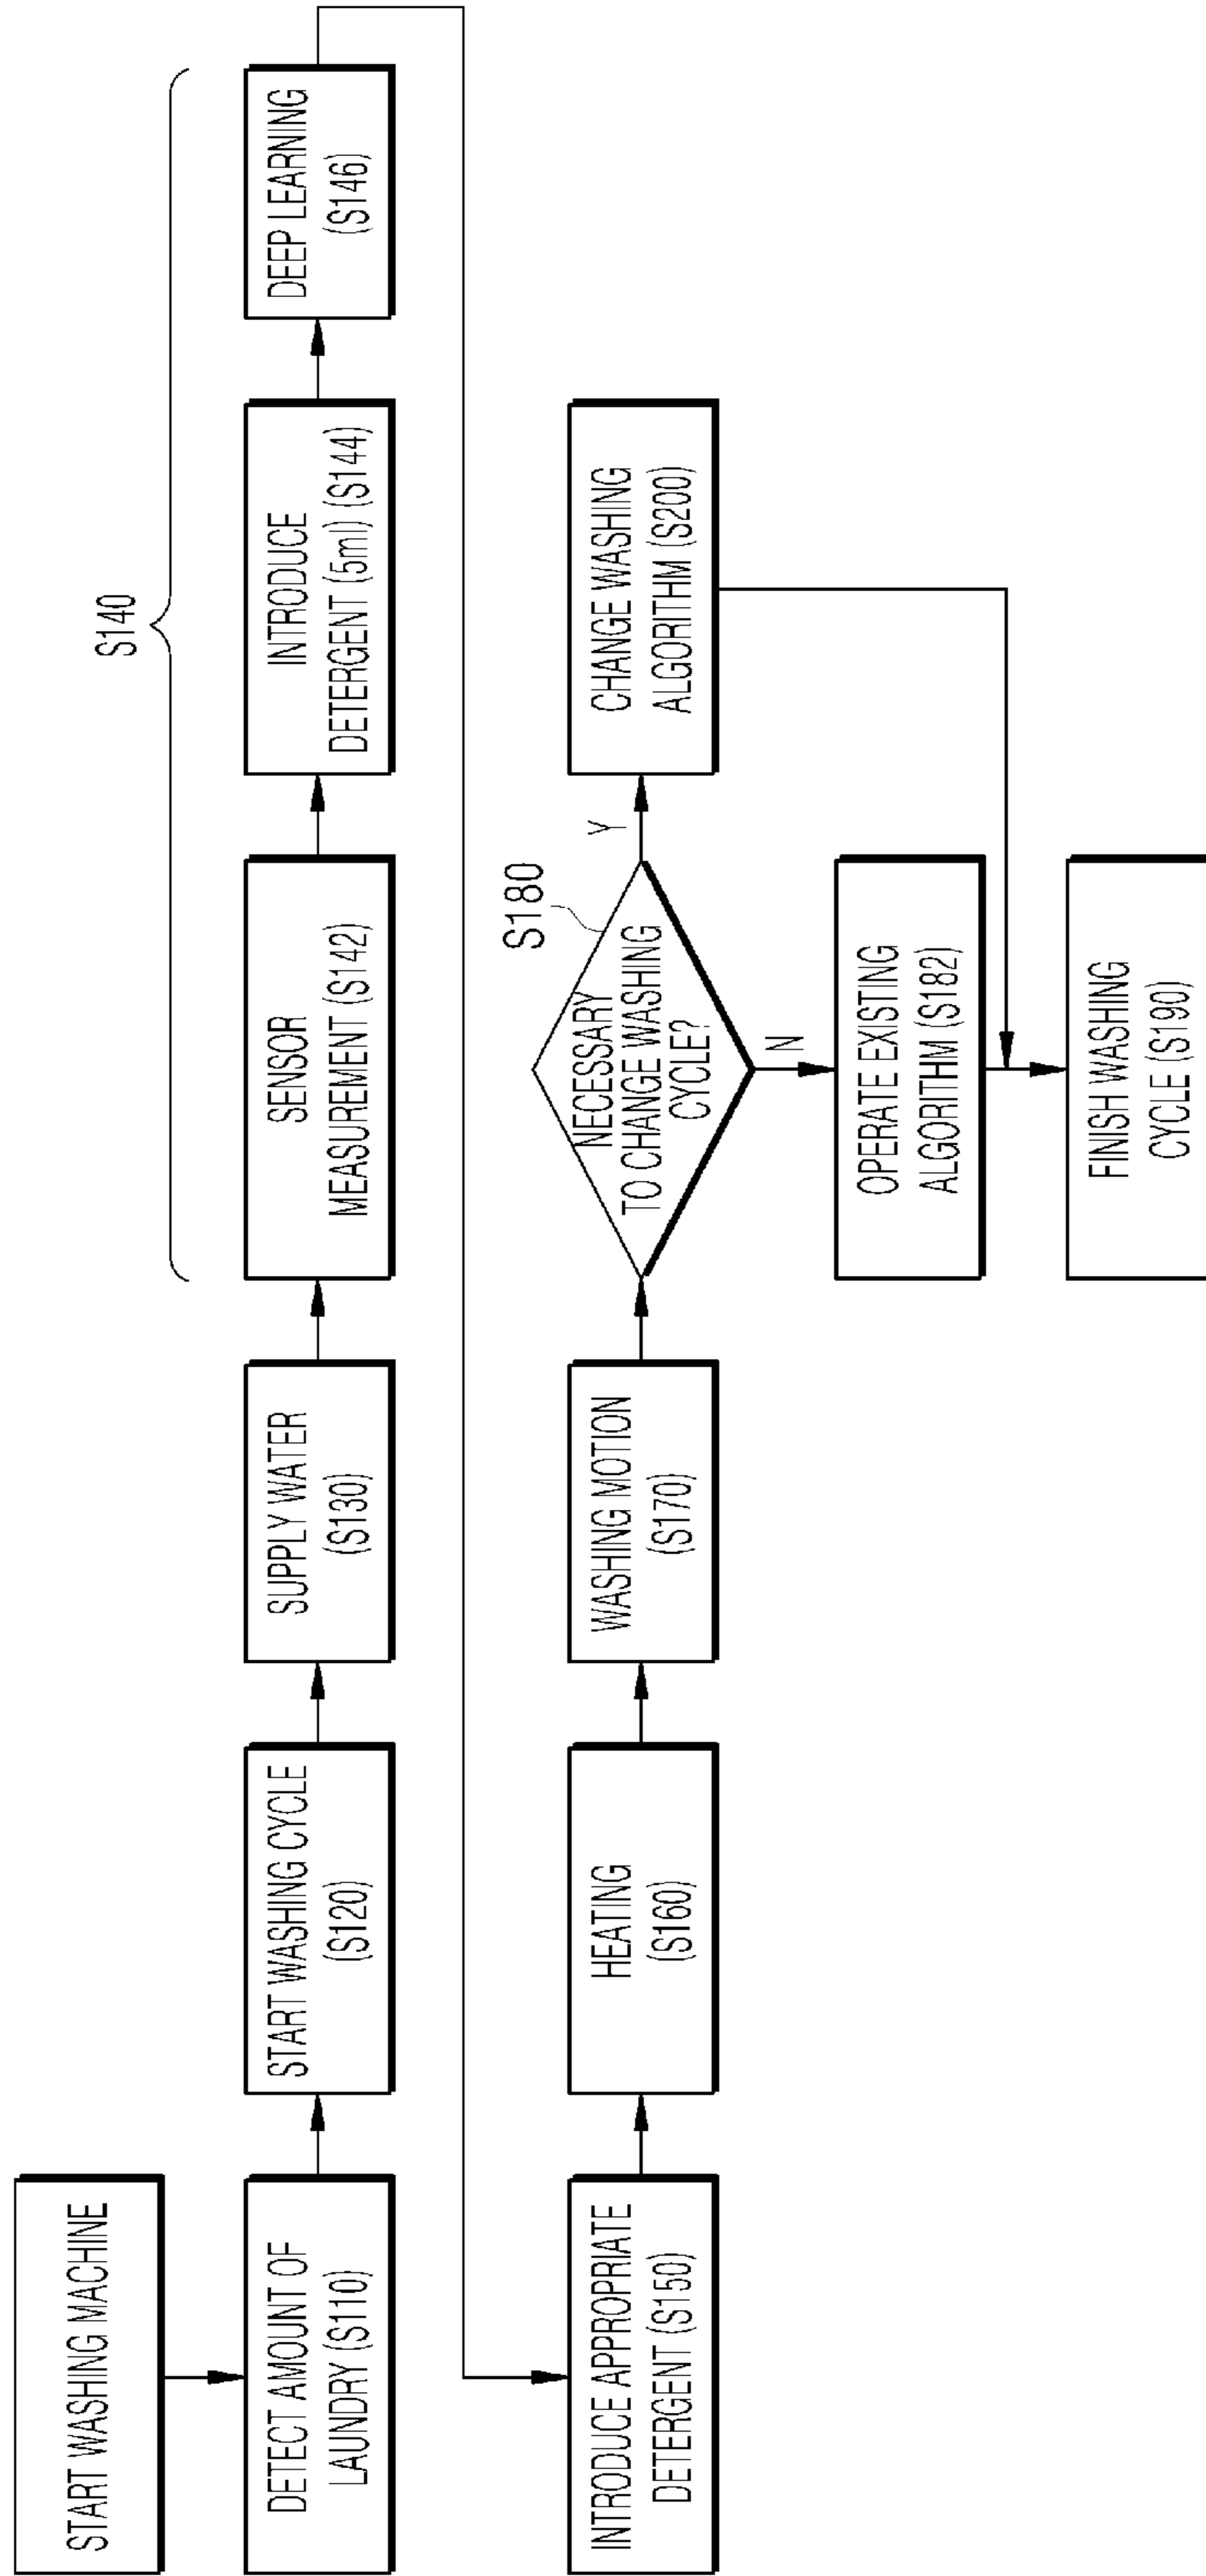 START WASHING MACHINE
DETECT AMOUNT OF
LAUNDRY (S110)
START WASHING CYCLE
(S120)
SUPPLY WATER
(S130)
S140
SENSOR
MEASUREMENT (S142)
INTRODUCE
DETERGENT (5ml) (S144)
DEEP LEARNING
(S146)
INTRODUCE APPROPRIATE
DETERGENT (S150)
HEATING
(S160)
WASHING MOTION
(S170)
S180
NECESSARY
TO CHANGE WASHING
CYCLE?
Y
CHANGE WASHING
ALGORITHM (S200)
N
OPERATE EXISTING
ALGORITHM (S182)
FINISH WASHING
CYCLE (S190)